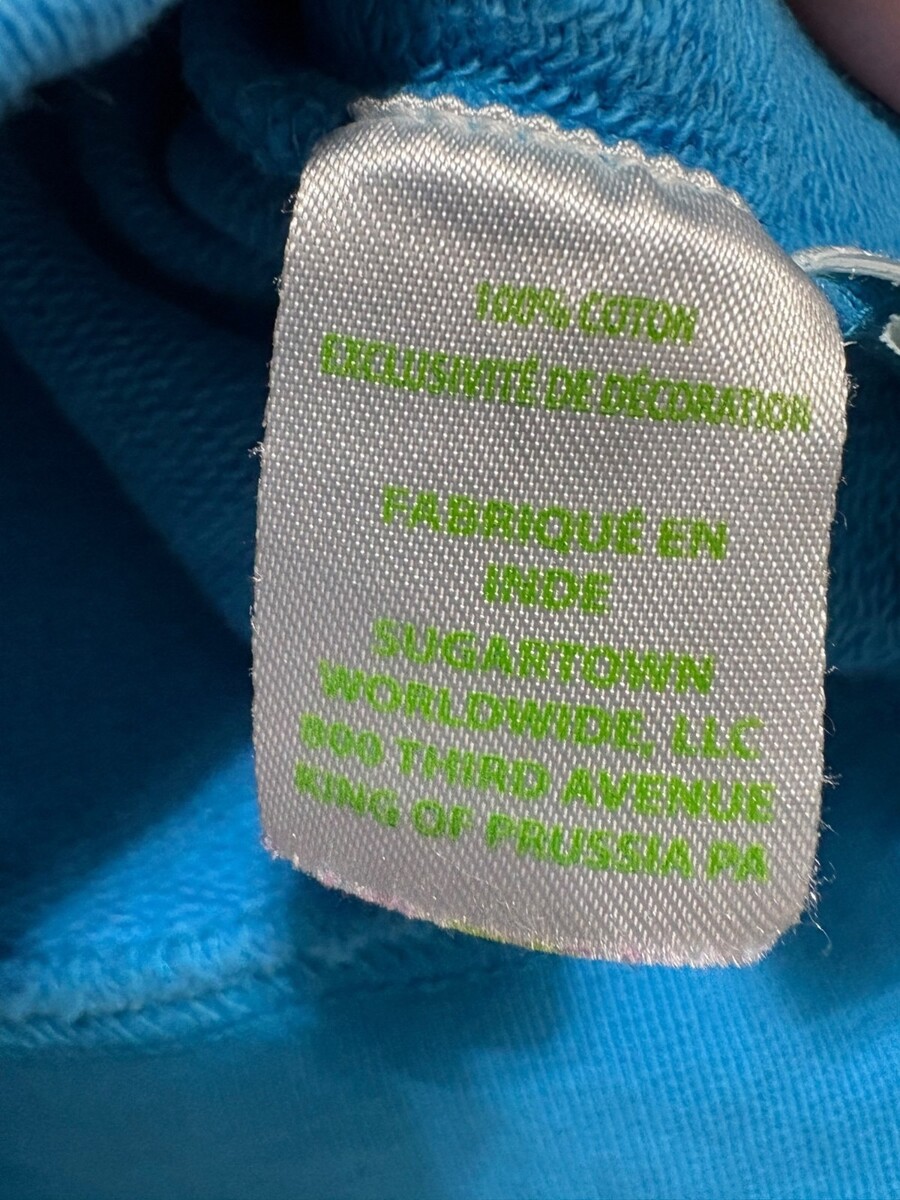 100% COTON
EXCLUSIVITÉ DE DÉCORATION
FABRIQUÉ EN
INDE
SUGARTOWN
WORLDWIDE, LLC
800 THIRD AVENUE
KING OF PRUSSIA PA